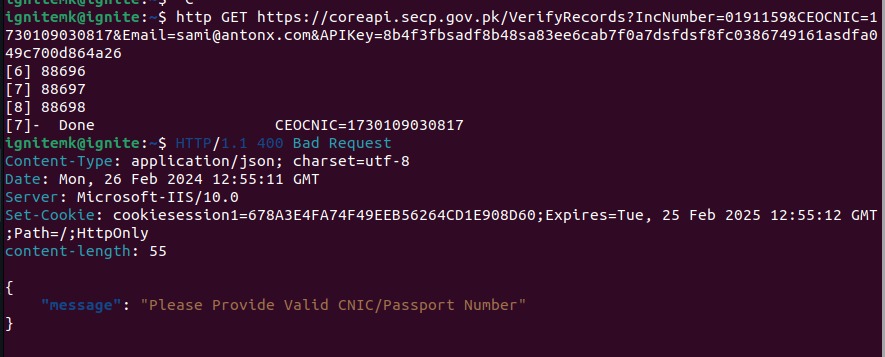 ignitemk@ignite:~$ http GET https://coreapi.secp.gov.pk/VerifyRecords?IncNumber=0191159&CEOCNIC=1
730109030817&Email=sami@antonx.com&APIKey=8b4f3fbsadf8b48sa83ee6cab7f0a7dsfdsf8fc0386749161asdfa0
49c700d864a26
[6] 88696
[7] 88697
[8] 88698
[7]-  Done                    CEOCNIC=1730109030817
ignitemk@ignite:~$ HTTP/1.1 400 Bad Request
Content-Type: application/json; charset=utf-8
Date: Mon, 26 Feb 2024 12:55:11 GMT
Server: Microsoft-IIS/10.0
Set-Cookie: cookiesession1=678A3E4FA74F49EEB56264CD1E908D60;Expires=Tue, 25 Feb 2025 12:55:12 GMT
;Path=/;HttpOnly
content-length: 55
{
    "message": "Please Provide Valid CNIC/Passport Number"
}